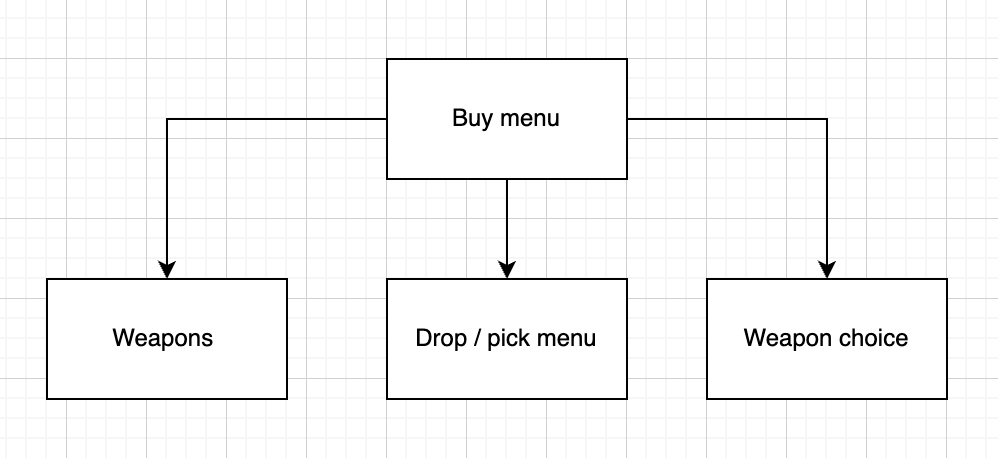 Buy menu
Weapons
Drop / pick menu
Weapon choice